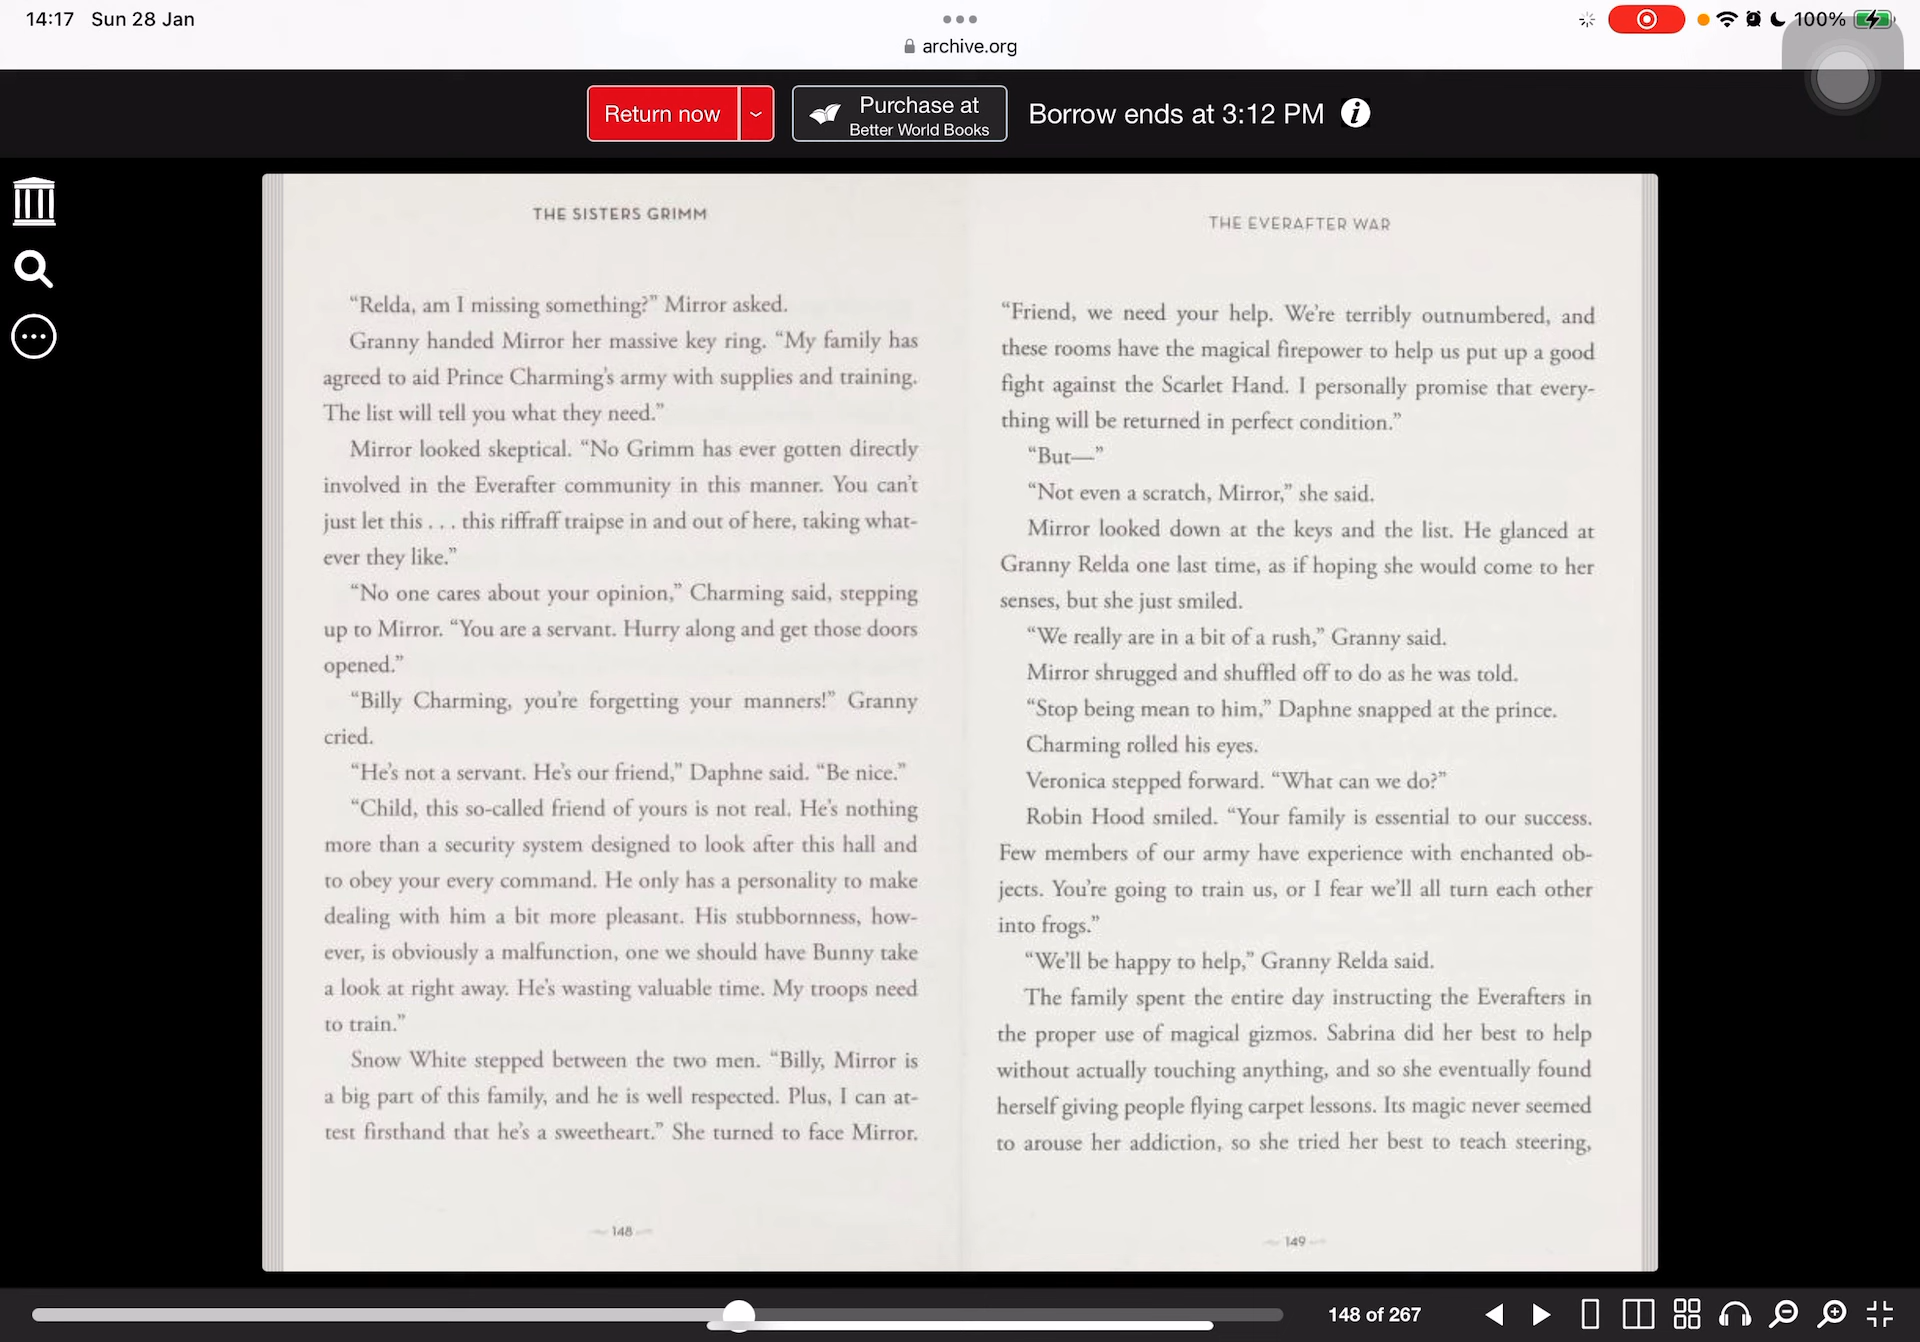 14:17 Sun 28 Jan
100%
archive.org
Return now
Purchase at
Better World Books
Borrow ends at 3:12 PM
THE SISTERS GRIMM
“Relda, am I missing something?” Mirror asked.
Granny handed Mirror her massive key ring. “My family has
agreed to aid Prince Charming’s army with supplies and training.
The list will tell you what they need.”
Mirror looked skeptical. “No Grimm has ever gotten directly
involved in the Everafter community in this manner. You can’t
just let this . . . this riffraff traipse in and out of here, taking what-
ever they like.”
“No one cares about your opinion,” Charming said, stepping
up to Mirror. “You are a servant. Hurry along and get those doors
opened.”
“Billy Charming, you’re forgetting your manners!” Granny
cried.
“He’s not a servant. He’s our friend,” Daphne said. “Be nice.”
“Child, this so-called friend of yours is not real. He’s nothing
more than a security system designed to look after this hall and
to obey your every command. He only has a personality to make
dealing with him a bit more pleasant. His stubbornness, how-
ever, is obviously a malfunction, one we should have Bunny take
a look at right away. He’s wasting valuable time. My troops need
to train.”
Snow White stepped between the two men. “Billy, Mirror is
a big part of this family, and he is well respected. Plus, I can at-
test firsthand that he’s a sweetheart.” She turned to face Mirror.
148
THE EVERAFTER WAR
“Friend, we need your help. We’re terribly outnumbered, and
these rooms have the magical firepower to help us put up a good
fight against the Scarlet Hand. I personally promise that every-
thing will be returned in perfect condition.”
“But—”
“Not even a scratch, Mirror,” she said.
Mirror looked down at the keys and the list. He glanced at
Granny Relda one last time, as if hoping she would come to her
senses, but she just smiled.
“We really are in a bit of a rush,” Granny said.
Mirror shrugged and shuffled off to do as he was told.
“Stop being mean to him,” Daphne snapped at the prince.
Charming rolled his eyes.
Veronica stepped forward. “What can we do?”
Robin Hood smiled. “Your family is essential to our success.
Few members of our army have experience with enchanted ob-
jects. You’re going to train us, or I fear we’ll all turn each other
into frogs.”
“We’ll be happy to help,” Granny Relda said.
The family spent the entire day instructing the Everafters in
the proper use of magical gizmos. Sabrina did her best to help
without actually touching anything, and so she eventually found
herself giving people flying carpet lessons. Its magic never seemed
to arouse her addiction, so she tried her best to teach steering,
149
148 of 267